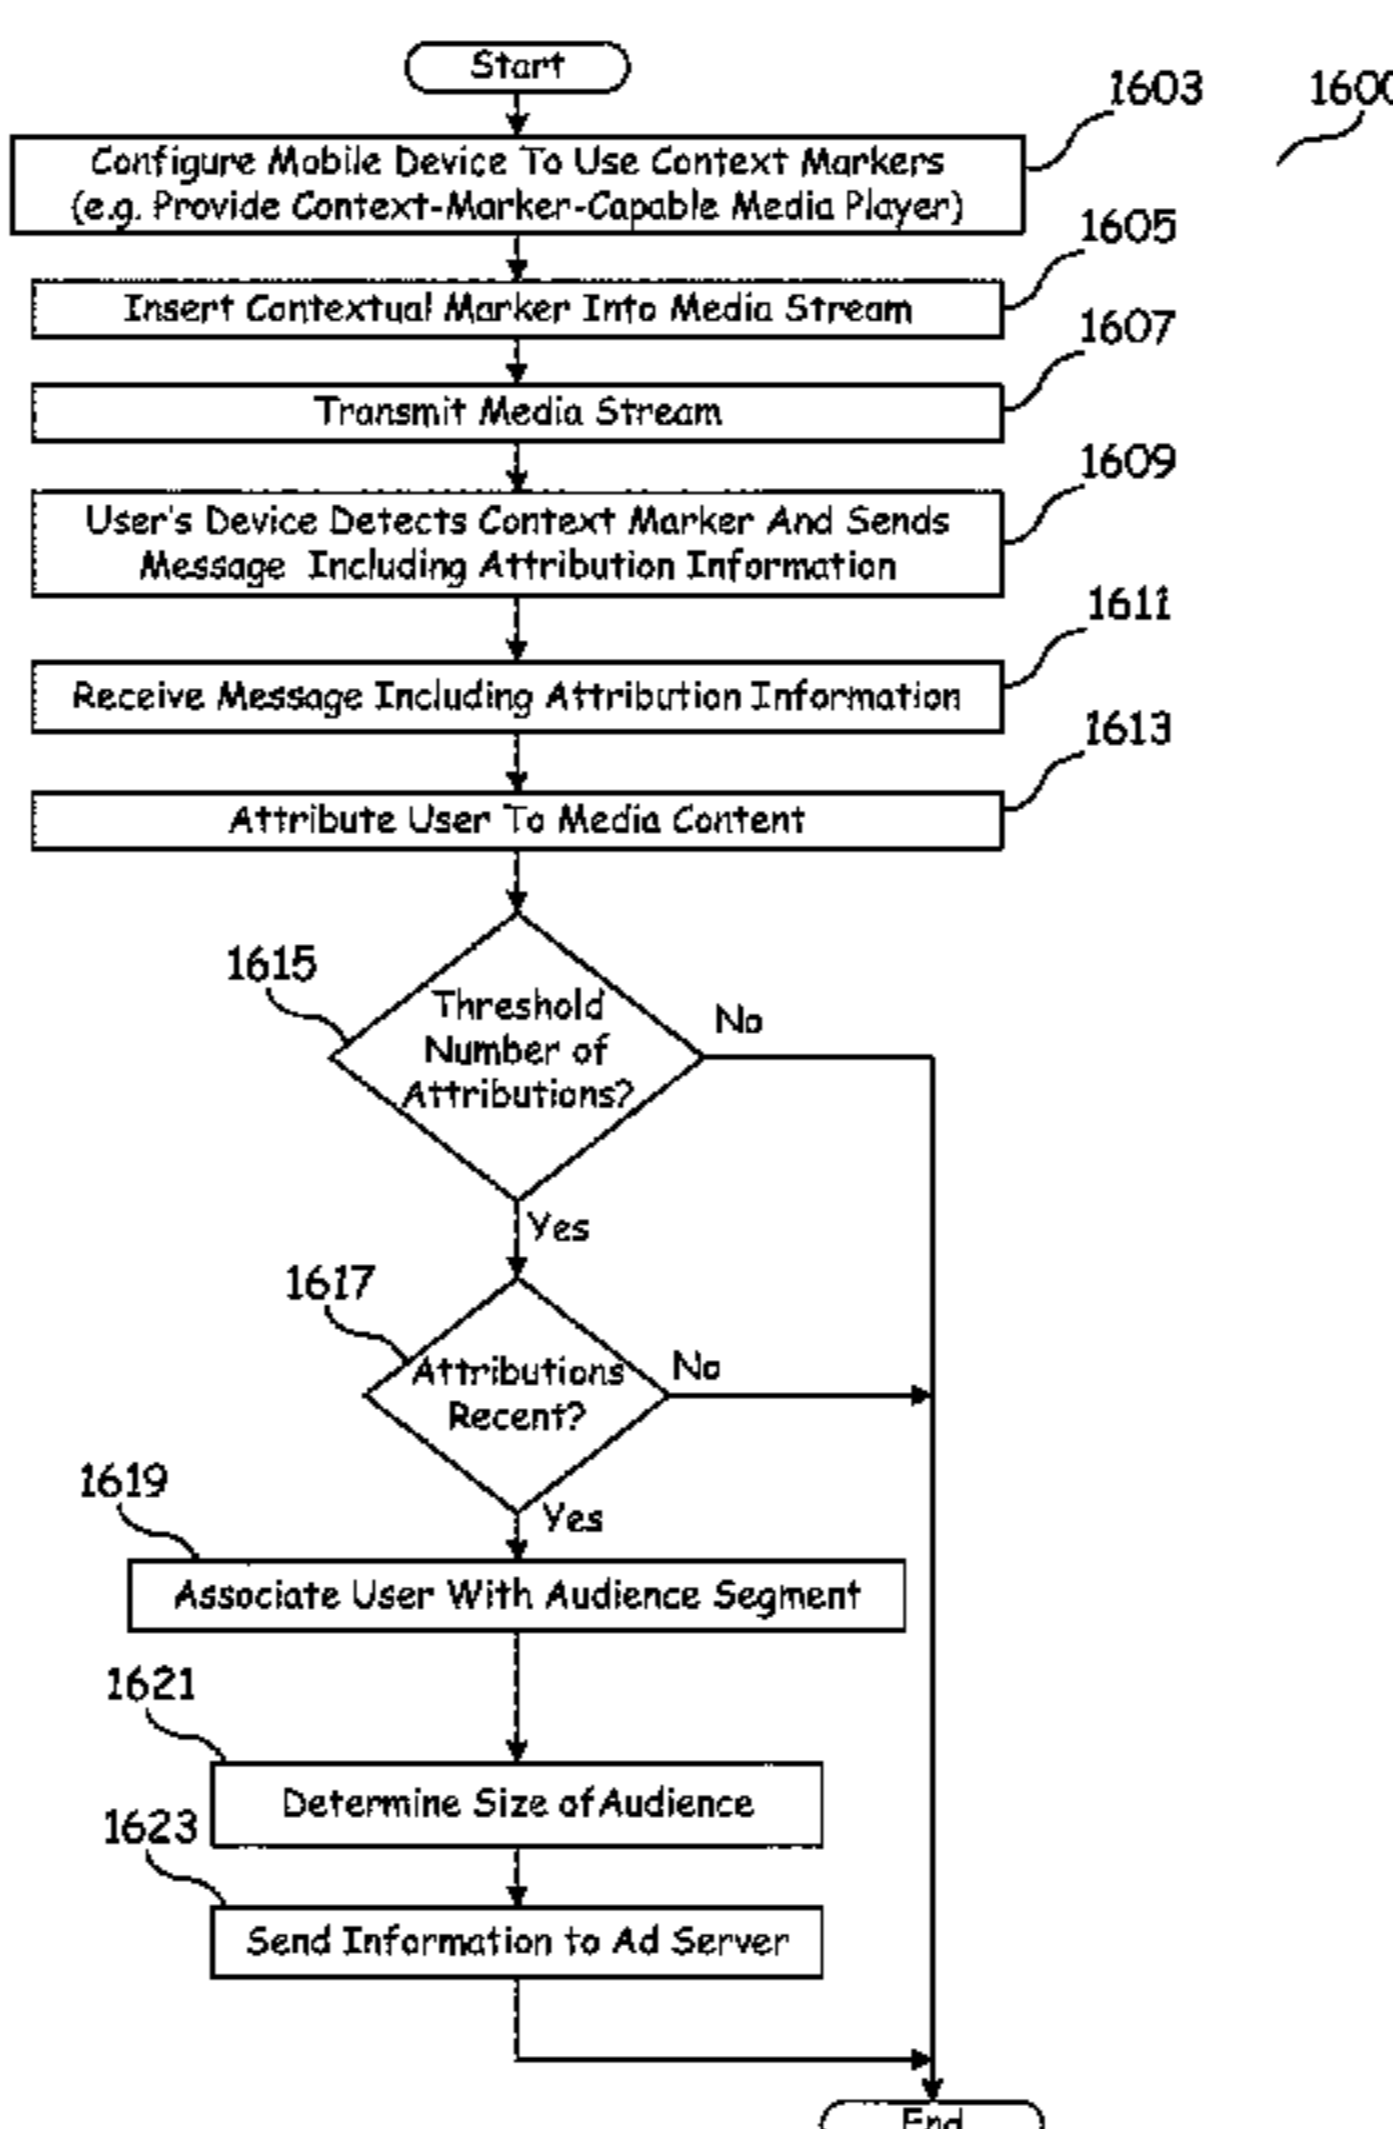 Start
1603
1600
Configure Mobile Device To Use Context Markers
(e.g. Provide Context-Marker-Capable Media Player)
1605
Insert Contextual Marker Into Media Stream
1607
Transmit Media Stream
1609
User's Device Detects Context Marker And Sends
Message Including Attribution Information
1611
Receive Message Including Attribution Information
1613
Attribute User To Media Content
1615
Threshold
Number of
Attributions?
No
Yes
1617
Attributions
Recent?
No
Yes
1619
Associate User With Audience Segment
1621
Determine Size of Audience
1623
Send Information to Ad Server
End